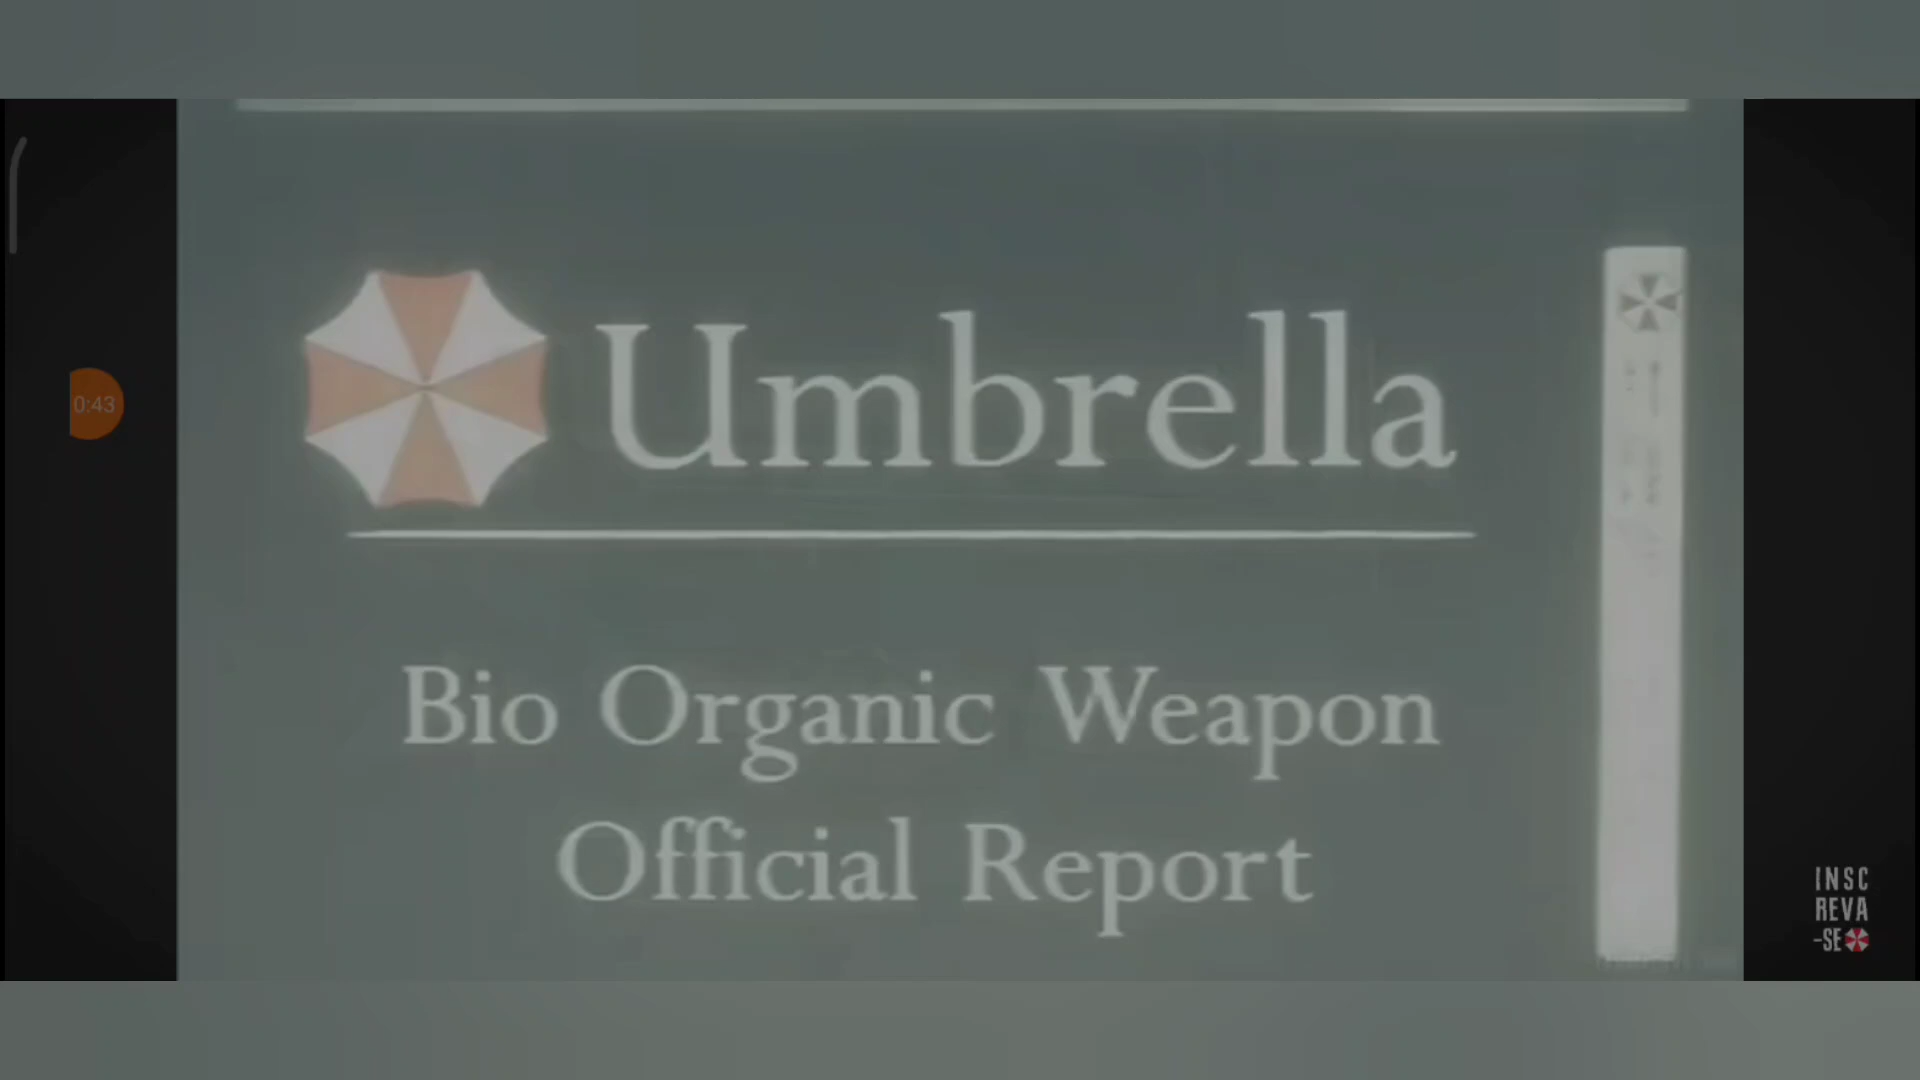 Umbrella
Bio Organic Weapon
Official Report
0:43
INSC
REVA
-SE